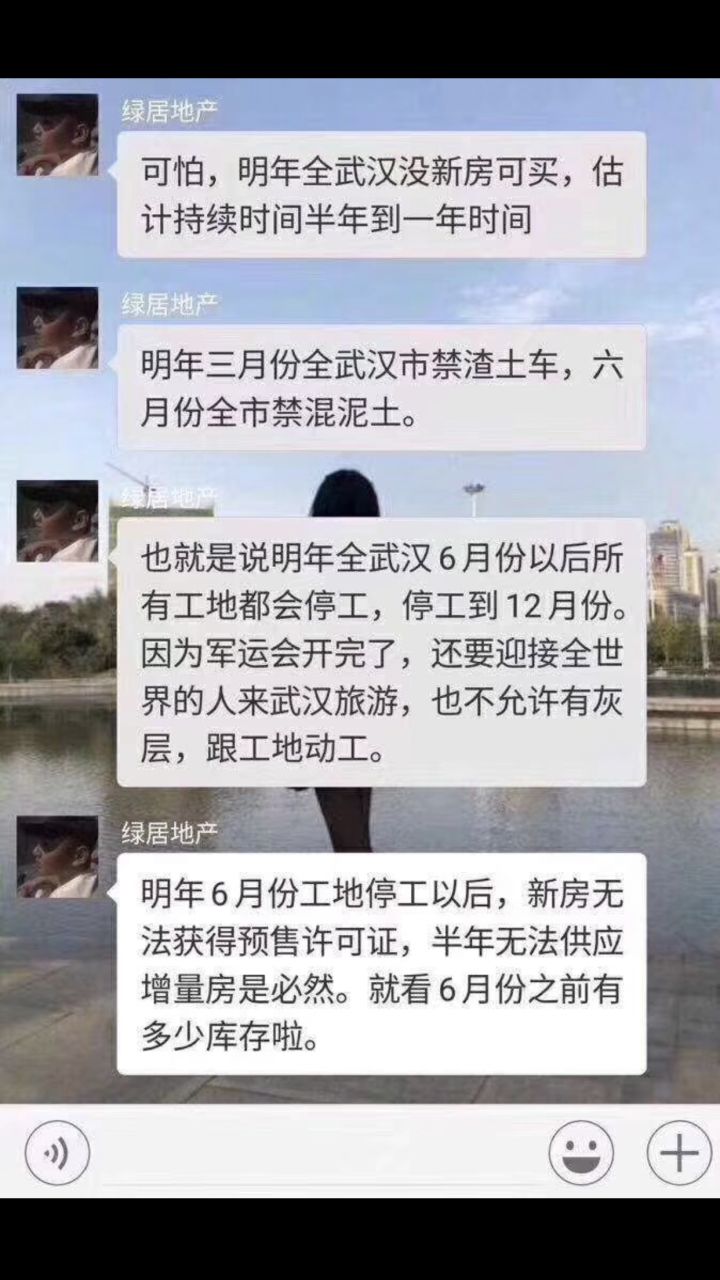 绿居地产
可怕，明年全武汉没新房可买，估
计持续时间半年到一年时间
绿居地产
明年三月份全武汉市禁渣土车，六
月份全市禁混泥土。
绿居地产
也就是说明年全武汉6月份以后所
有工地都会停工，停工到12月份。
因为军运会开完了，还要迎接全世
界的人来武汉旅游，也不允许有灰
层，跟工地动工。
绿居地产
明年6月份工地停工以后，新房无
法获得预售许可证，半年无法供应
增量房是必然。就看6月份之前有
多少库存啦。